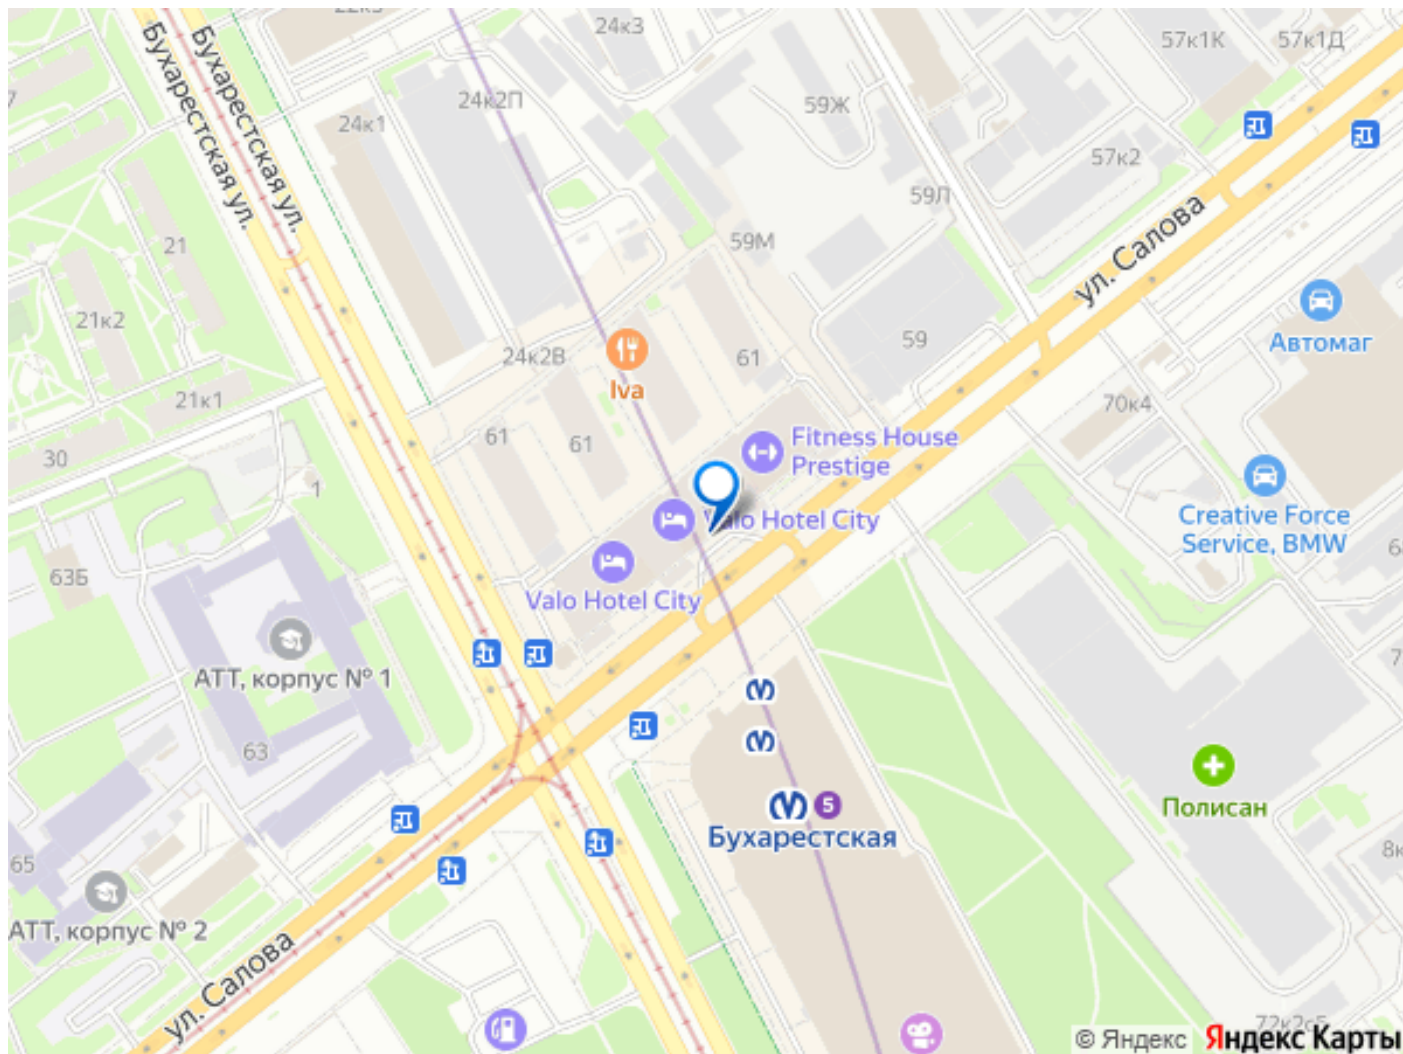 24к3
57к1К
57к1Д
Бухарестская ул.
Бухарестская ул.
24к2П
59Ж
24к1
57к2
59Л
ул. Салова
21
59М
21к2
24к2В
61
59
Автомаг
Iva
21к1
70к4
61
61
30
Fitness House
Prestige
1
Valo Hotel City
Creative Force
Service, BMW
63Б
Valo Hotel City
АТТ, корпус № 1
63
5
Бухарестская
Полисан
65
АТТ, корпус № 2
ул. Салова
72к2с5
© Яндекс
Яндекс Карты